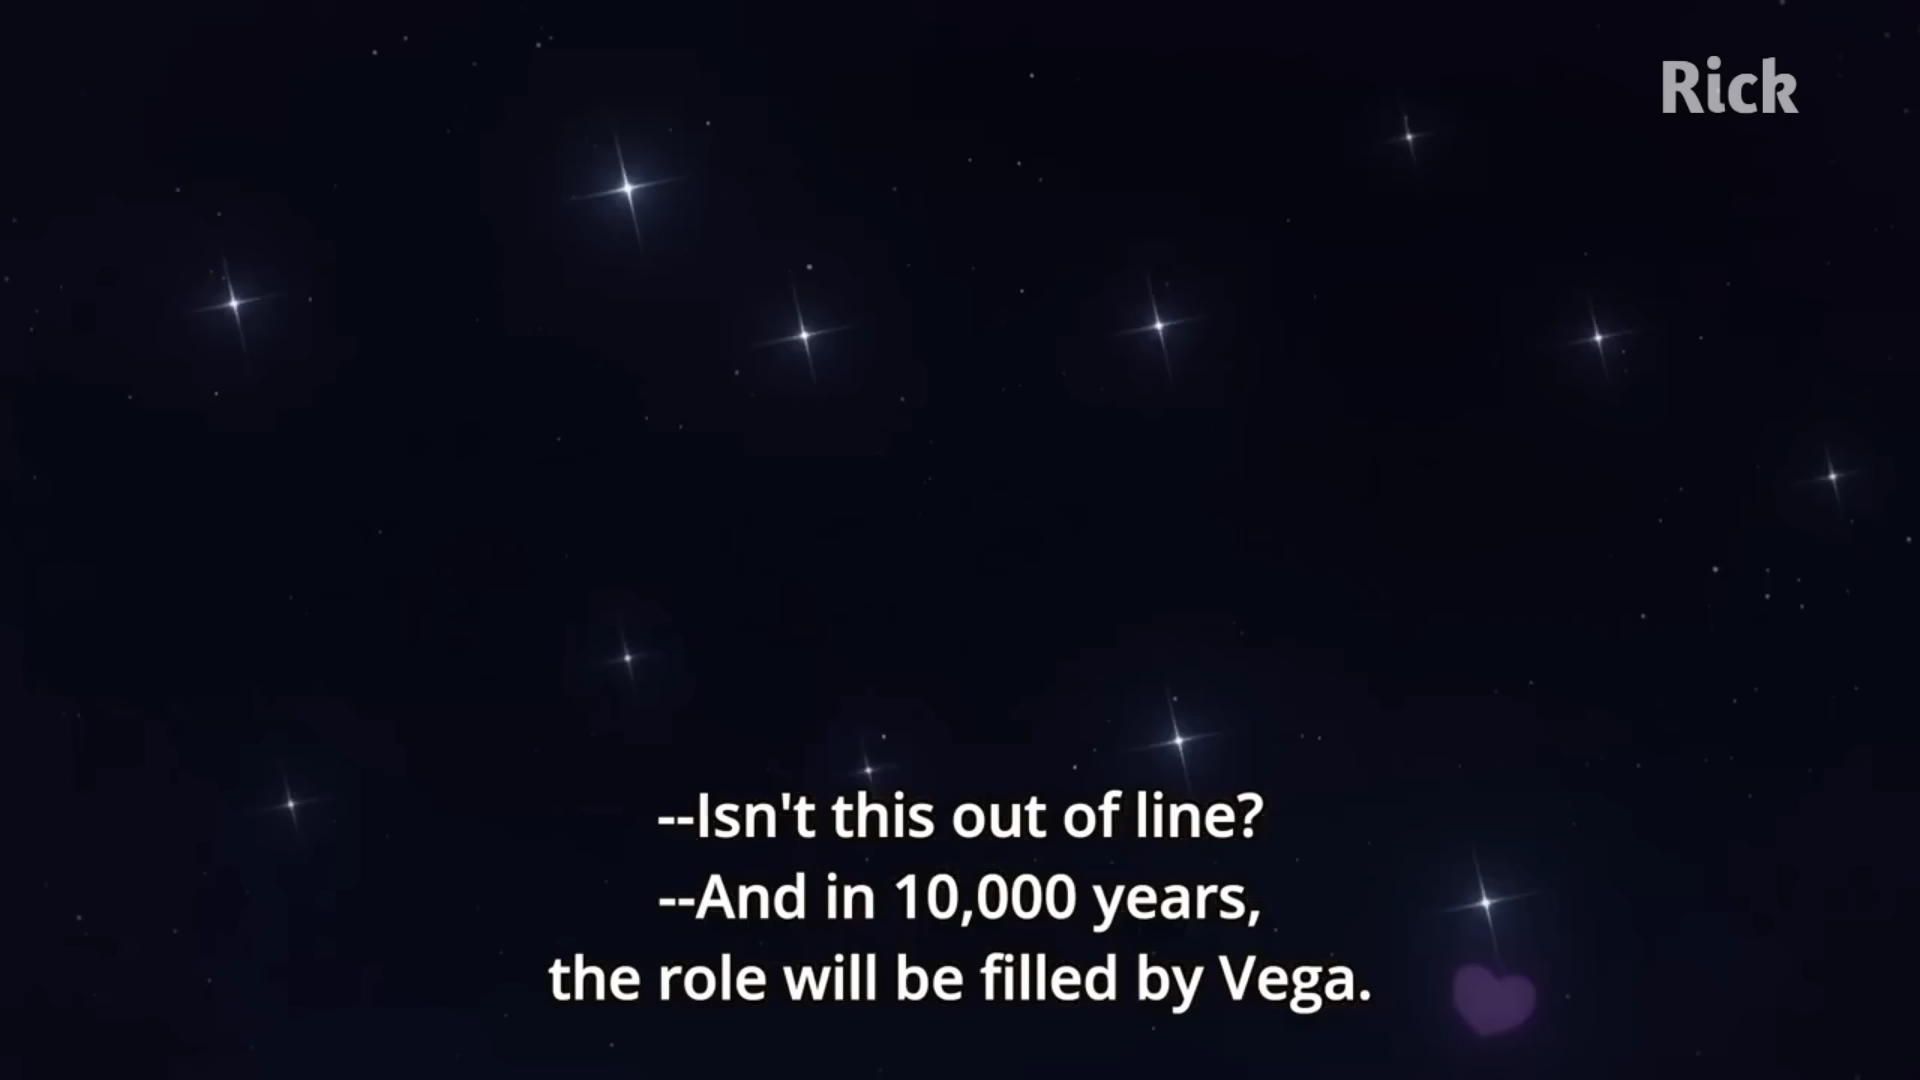 Rick
--Isn't this out of line?
--And in 10,000 years,
the role will be filled by Vega.